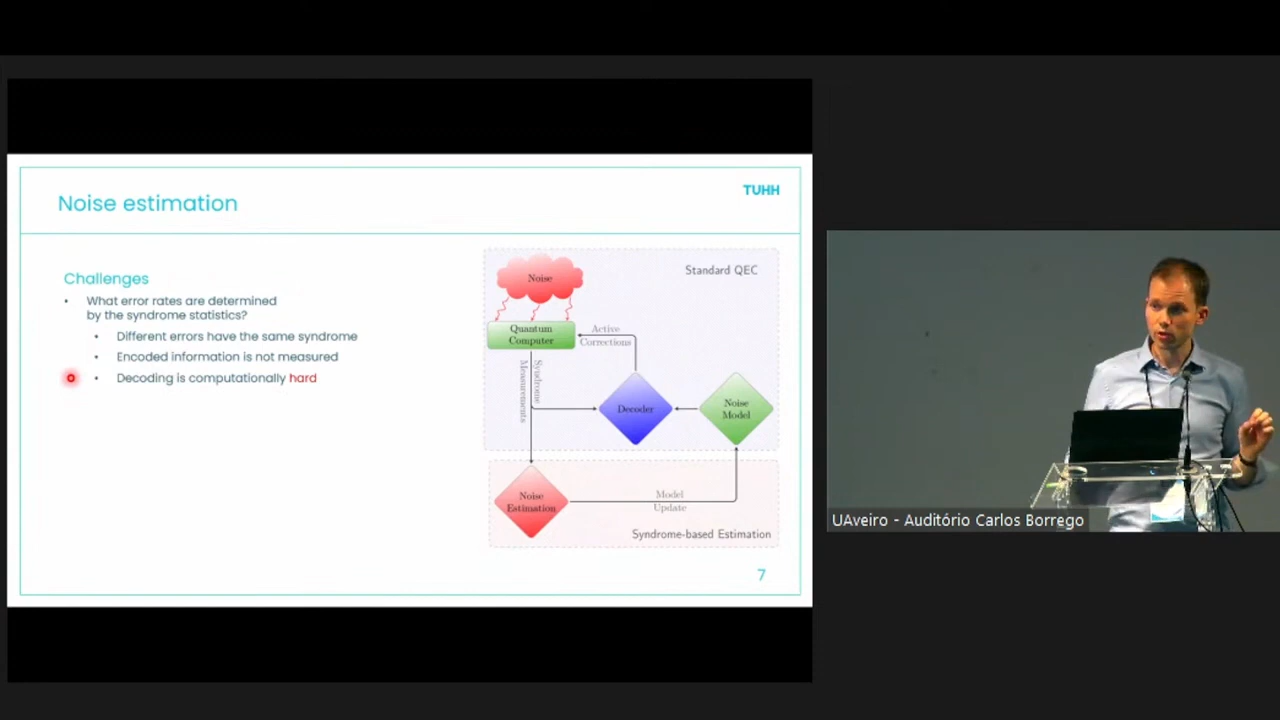 Noise estimation
TUHH
Challenges
• What error rates are determined
by the syndrome statistics?
• Different errors have the same syndrome
• Encoded information is not measured
• Decoding is computationally hard
Standard QEC
Noise
Quantum
Computer
Active
Corrections
Syndrome
Measurements
Decoder
Noise
Model
Noise
Estimation
Model
Update
Syndrome-based Estimation
7
UAveiro - Auditório Carlos Borrego